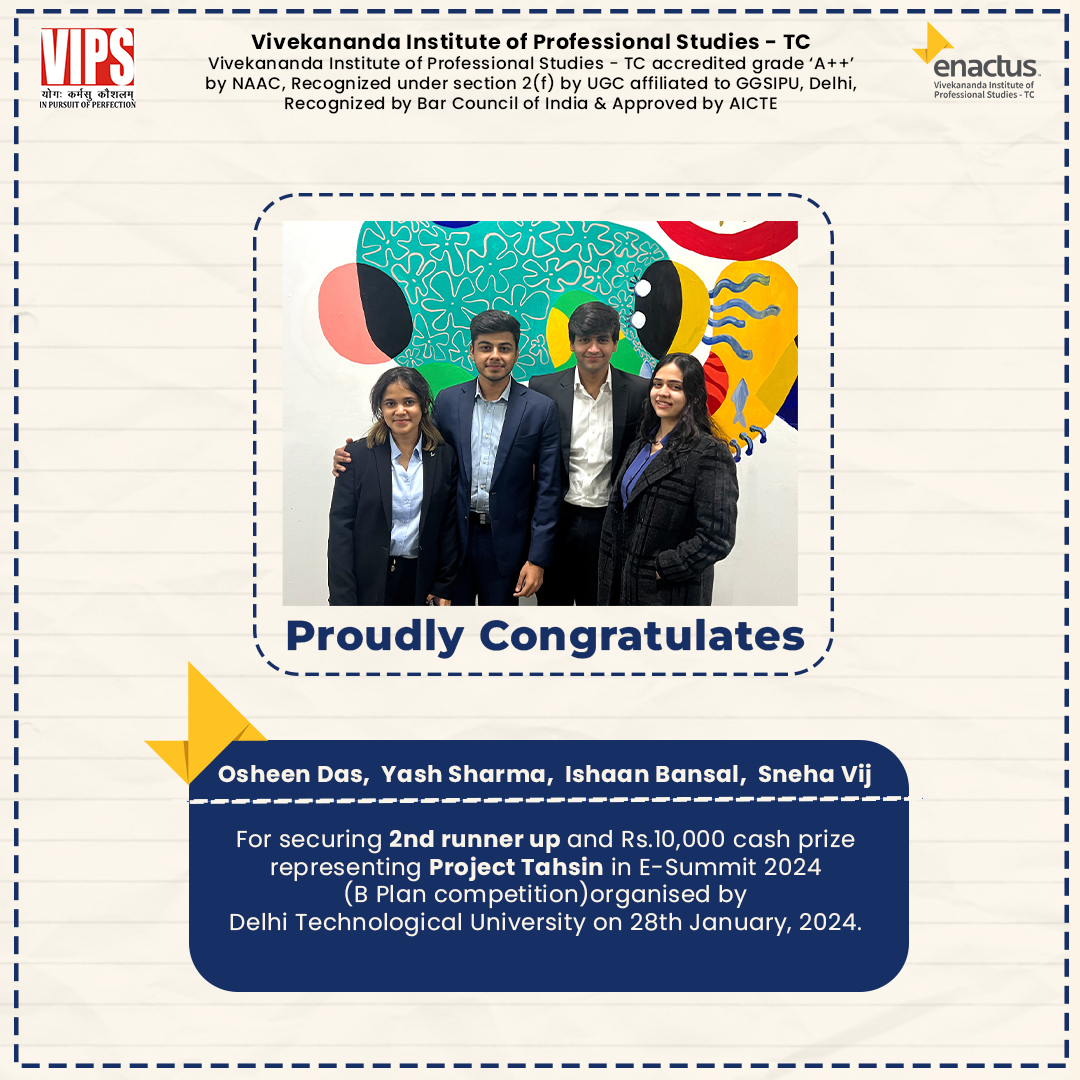 VIPS
योगः कर्मसु कौशलम्
IN PURSUIT OF PERFECTION
Vivekananda Institute of Professional Studies - TC
Vivekananda Institute of Professional Studies - TC accredited grade ‘A++’
by NAAC, Recognized under section 2(f) by UGC affiliated to GGSIPU, Delhi,
Recognized by Bar Council of India & Approved by AICTE
enactus™
Vivekananda Institute of
Professional Studies - TC
Proudly Congratulates
Osheen Das, Yash Sharma, Ishaan Bansal, Sneha Vij
For securing 2nd runner up and Rs.10,000 cash prize
representing Project Tahsin in E-Summit 2024
(B Plan competition)organised by
Delhi Technological University on 28th January, 2024.